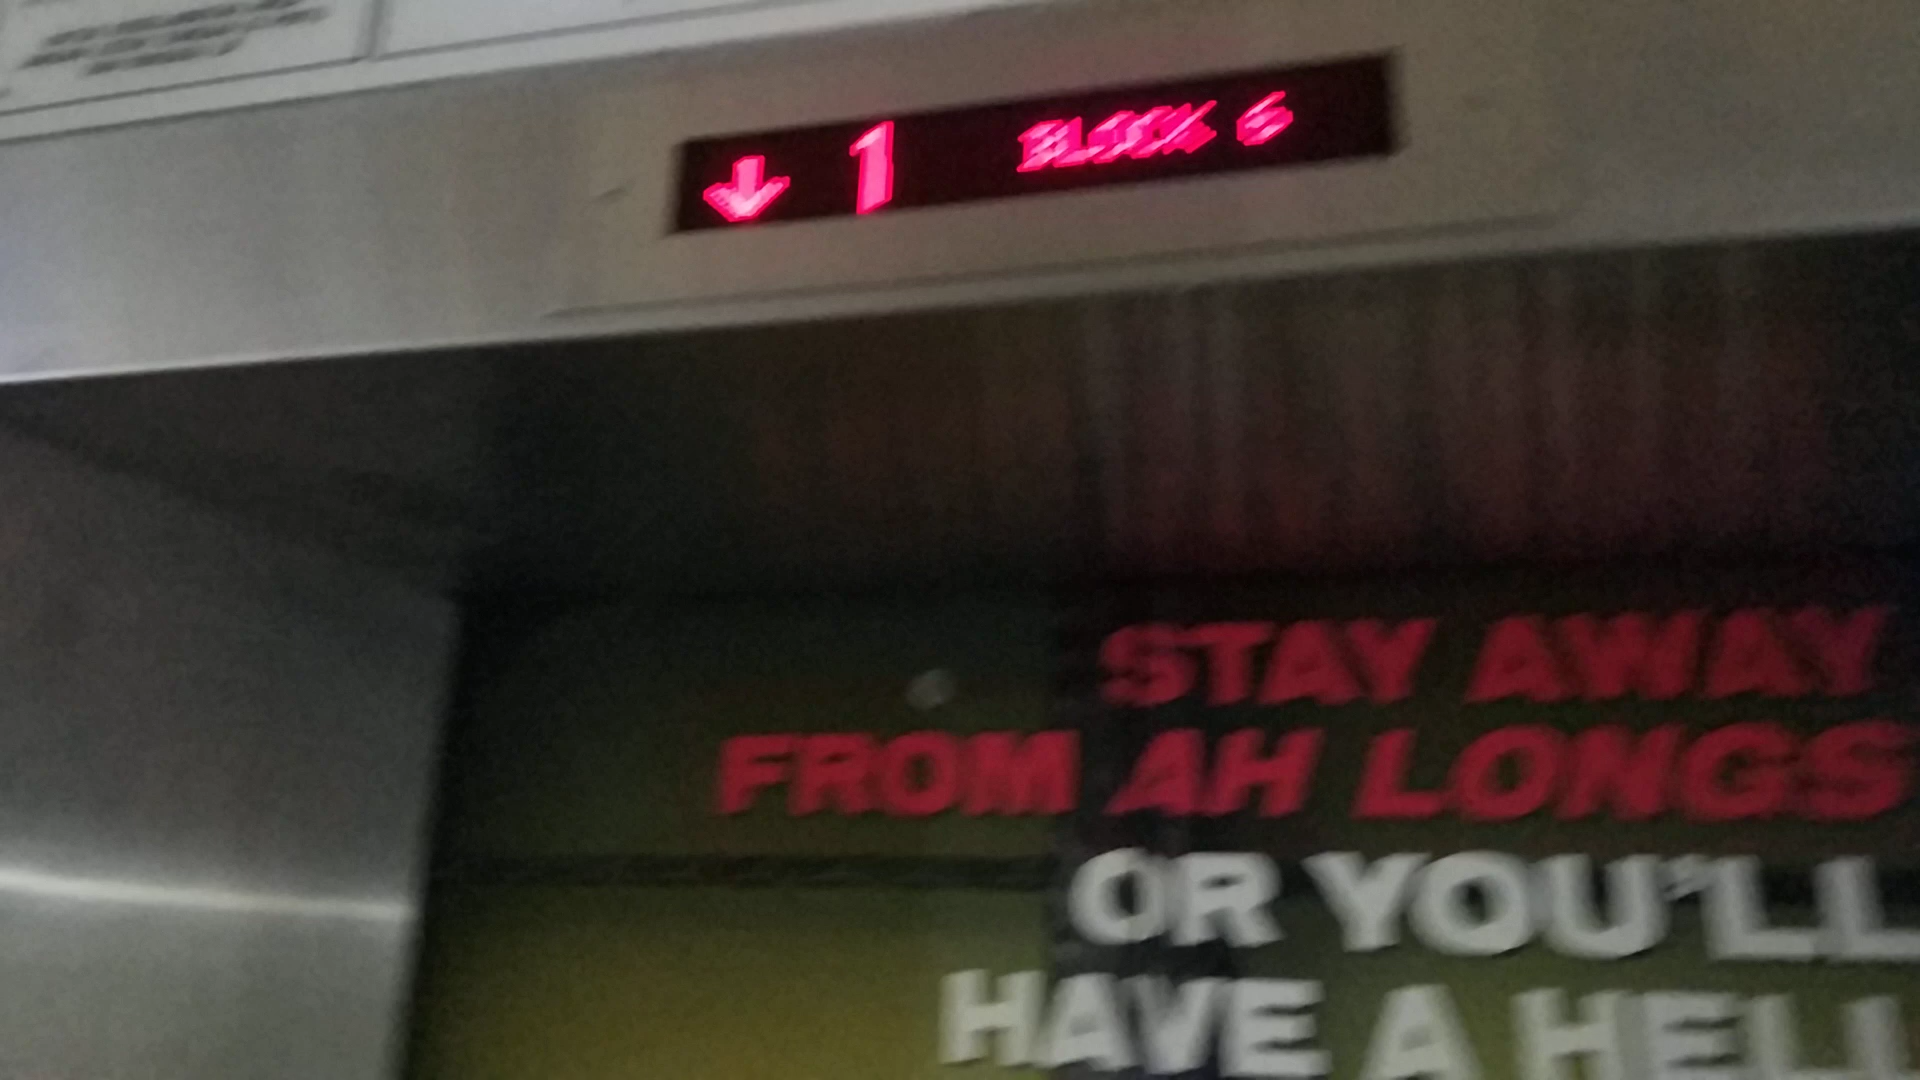 ↓ 1 BLOCK 6
STAY AWAY
FROM AH LONGS
OR YOU'LL
HAVE A HELL